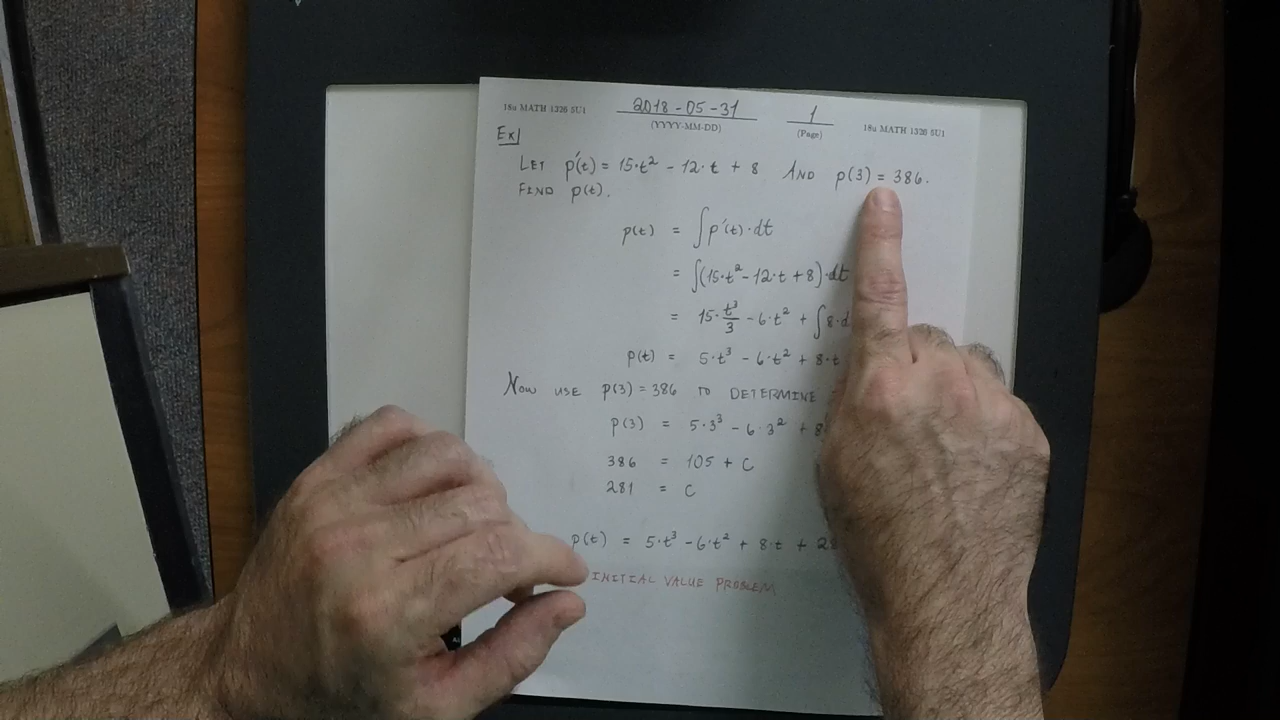 18u MATH 1326 5U1 2018-05-31 1 18u MATH 1326 5U1
(YYYY-MM-DD) (Page)
Ex1
LET p'(t) = 15·t² - 12·t + 8 AND p(3) = 386.
FIND p(t).
p(t) = ∫p'(t)·dt
= ∫(15·t² - 12·t + 8)·dt
= 15·t³/3 - 6·t² + ∫8·d
p(t) = 5·t³ - 6·t² + 8·t
NOW USE p(3) = 386 TO DETERMINE
p(3) = 5·3³ - 6·3² + 8
386 = 105 + C
281 = C
p(t) = 5·t³ - 6·t² + 8·t + 28
INITIAL VALUE PROBLEM